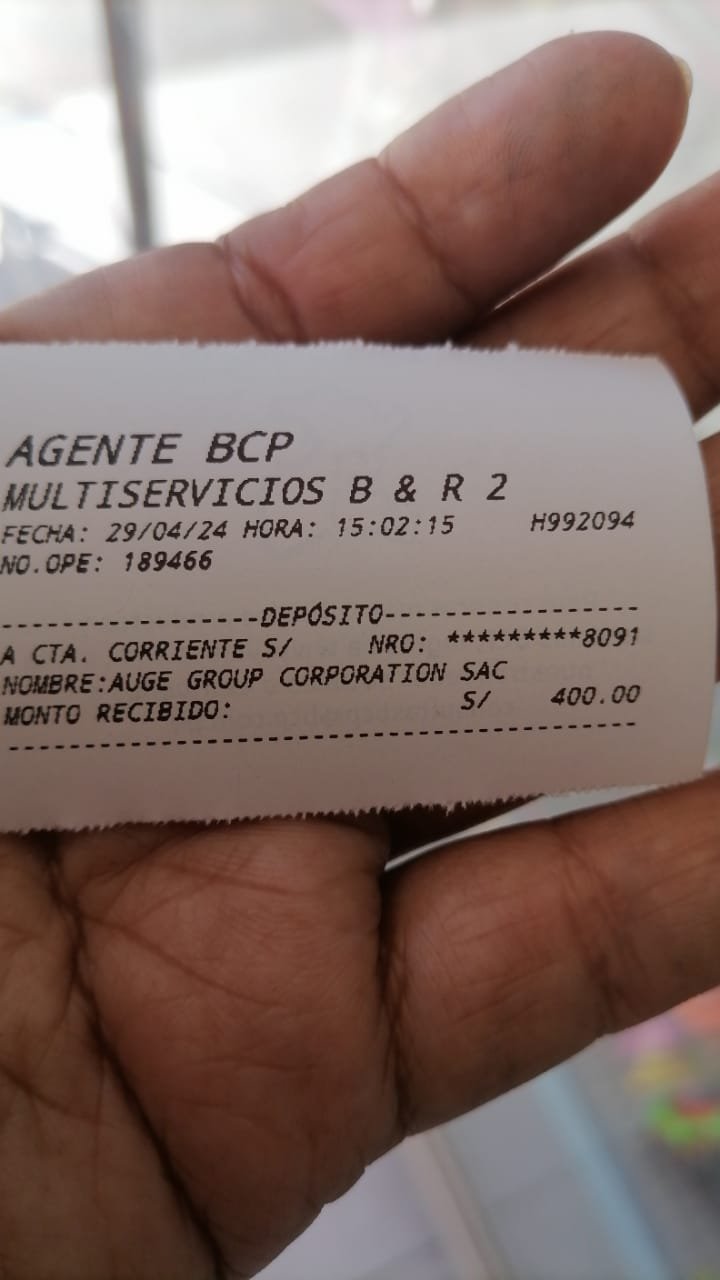 AGENTE BCP
MULTISERVICIOS B & R 2
FECHA: 29/04/24 HORA: 15:02:15 H992094
NO.OPE: 189466
-----------------DEPÓSITO-----------------
A CTA. CORRIENTE S/ NRO: *********8091
NOMBRE:AUGE GROUP CORPORATION SAC
MONTO RECIBIDO: S/ 400.00
------------------------------------------